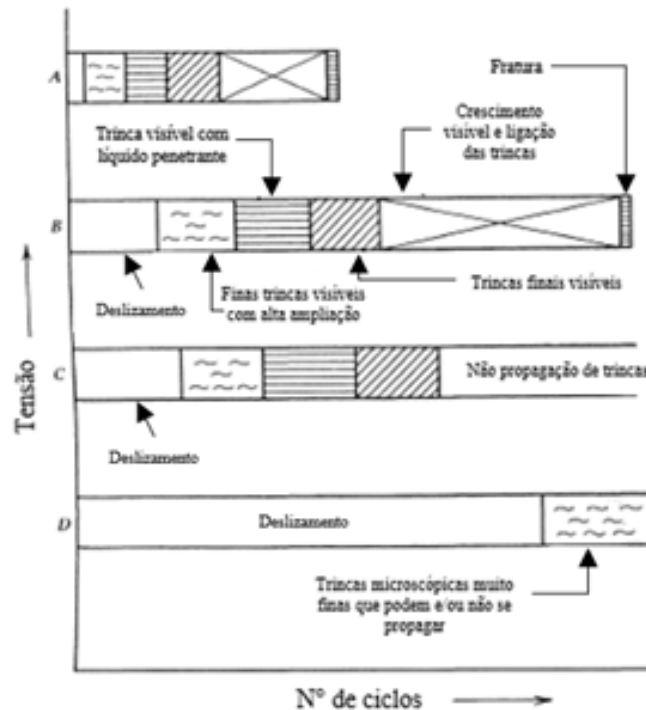 A
Fratura
Trinca visível com
líquido penetrante
Crescimento
visível e ligação
das trincas
B
Deslizamento
Finas trincas visíveis
com alta ampliação
Trincas finais visíveis
Tensão
C
Não propagação de trincas
Deslizamento
D
Deslizamento
Trincas microscópicas muito
finas que podem e/ou não se
propagar
Nº de ciclos